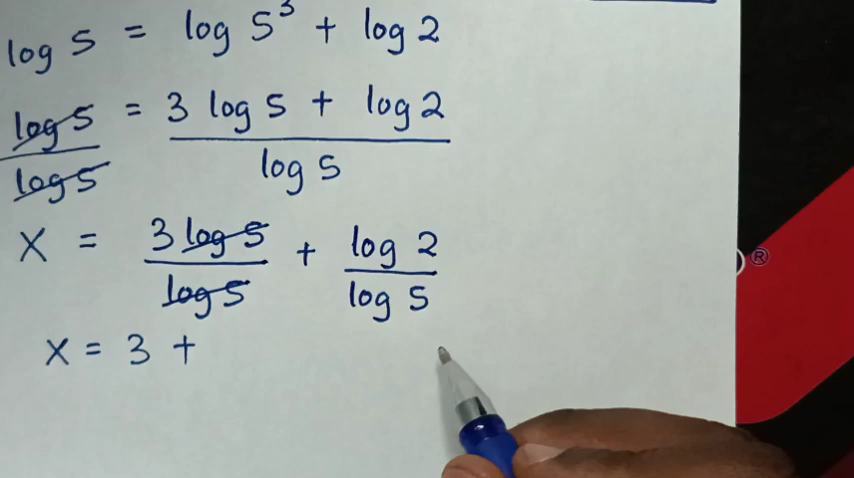 log 5 = log 5³ + log 2
log 5 / log 5 = 3 log 5 + log 2 / log 5
x = 3 log 5 / log 5 + log 2 / log 5
x = 3 +
®